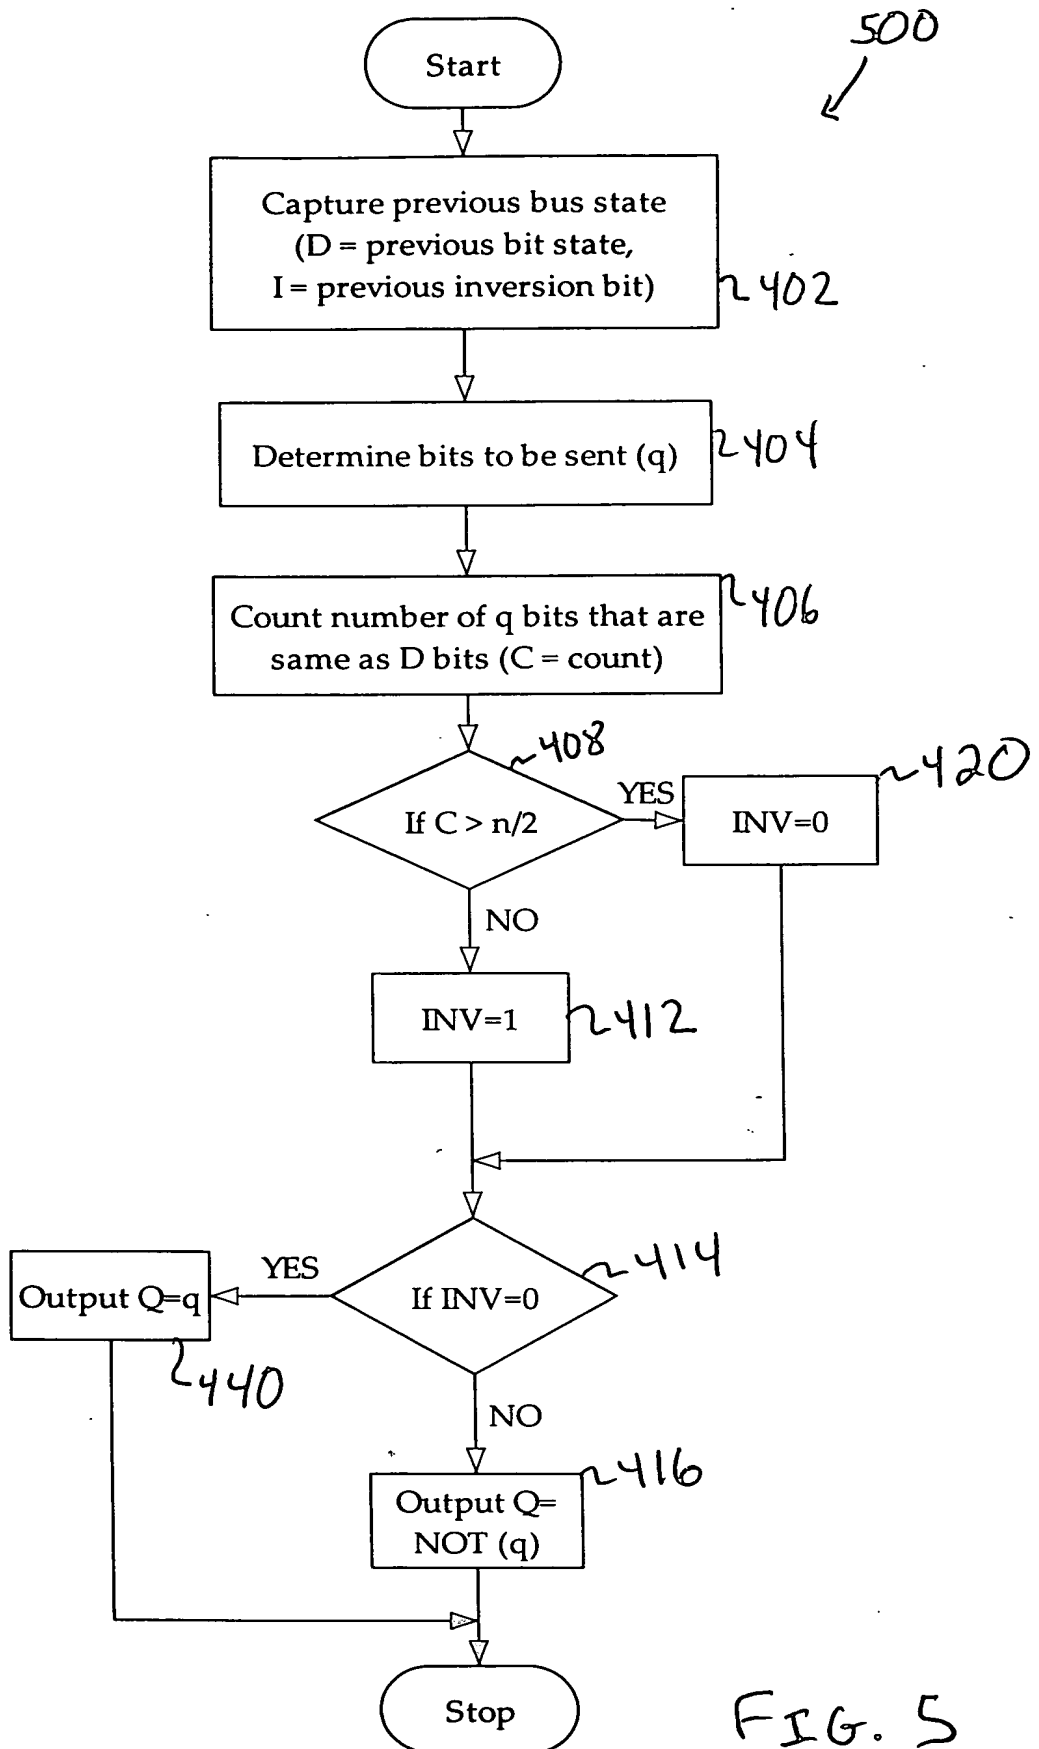 500
Start
Capture previous bus state
(D = previous bit state,
I = previous inversion bit)
402
Determine bits to be sent (q)
404
Count number of q bits that are
same as D bits (C = count)
406
408
If C > n/2
YES
INV=0
420
NO
INV=1
412
If INV=0
414
YES
Output Q=q
440
NO
Output Q=
NOT (q)
416
Stop
FIG. 5